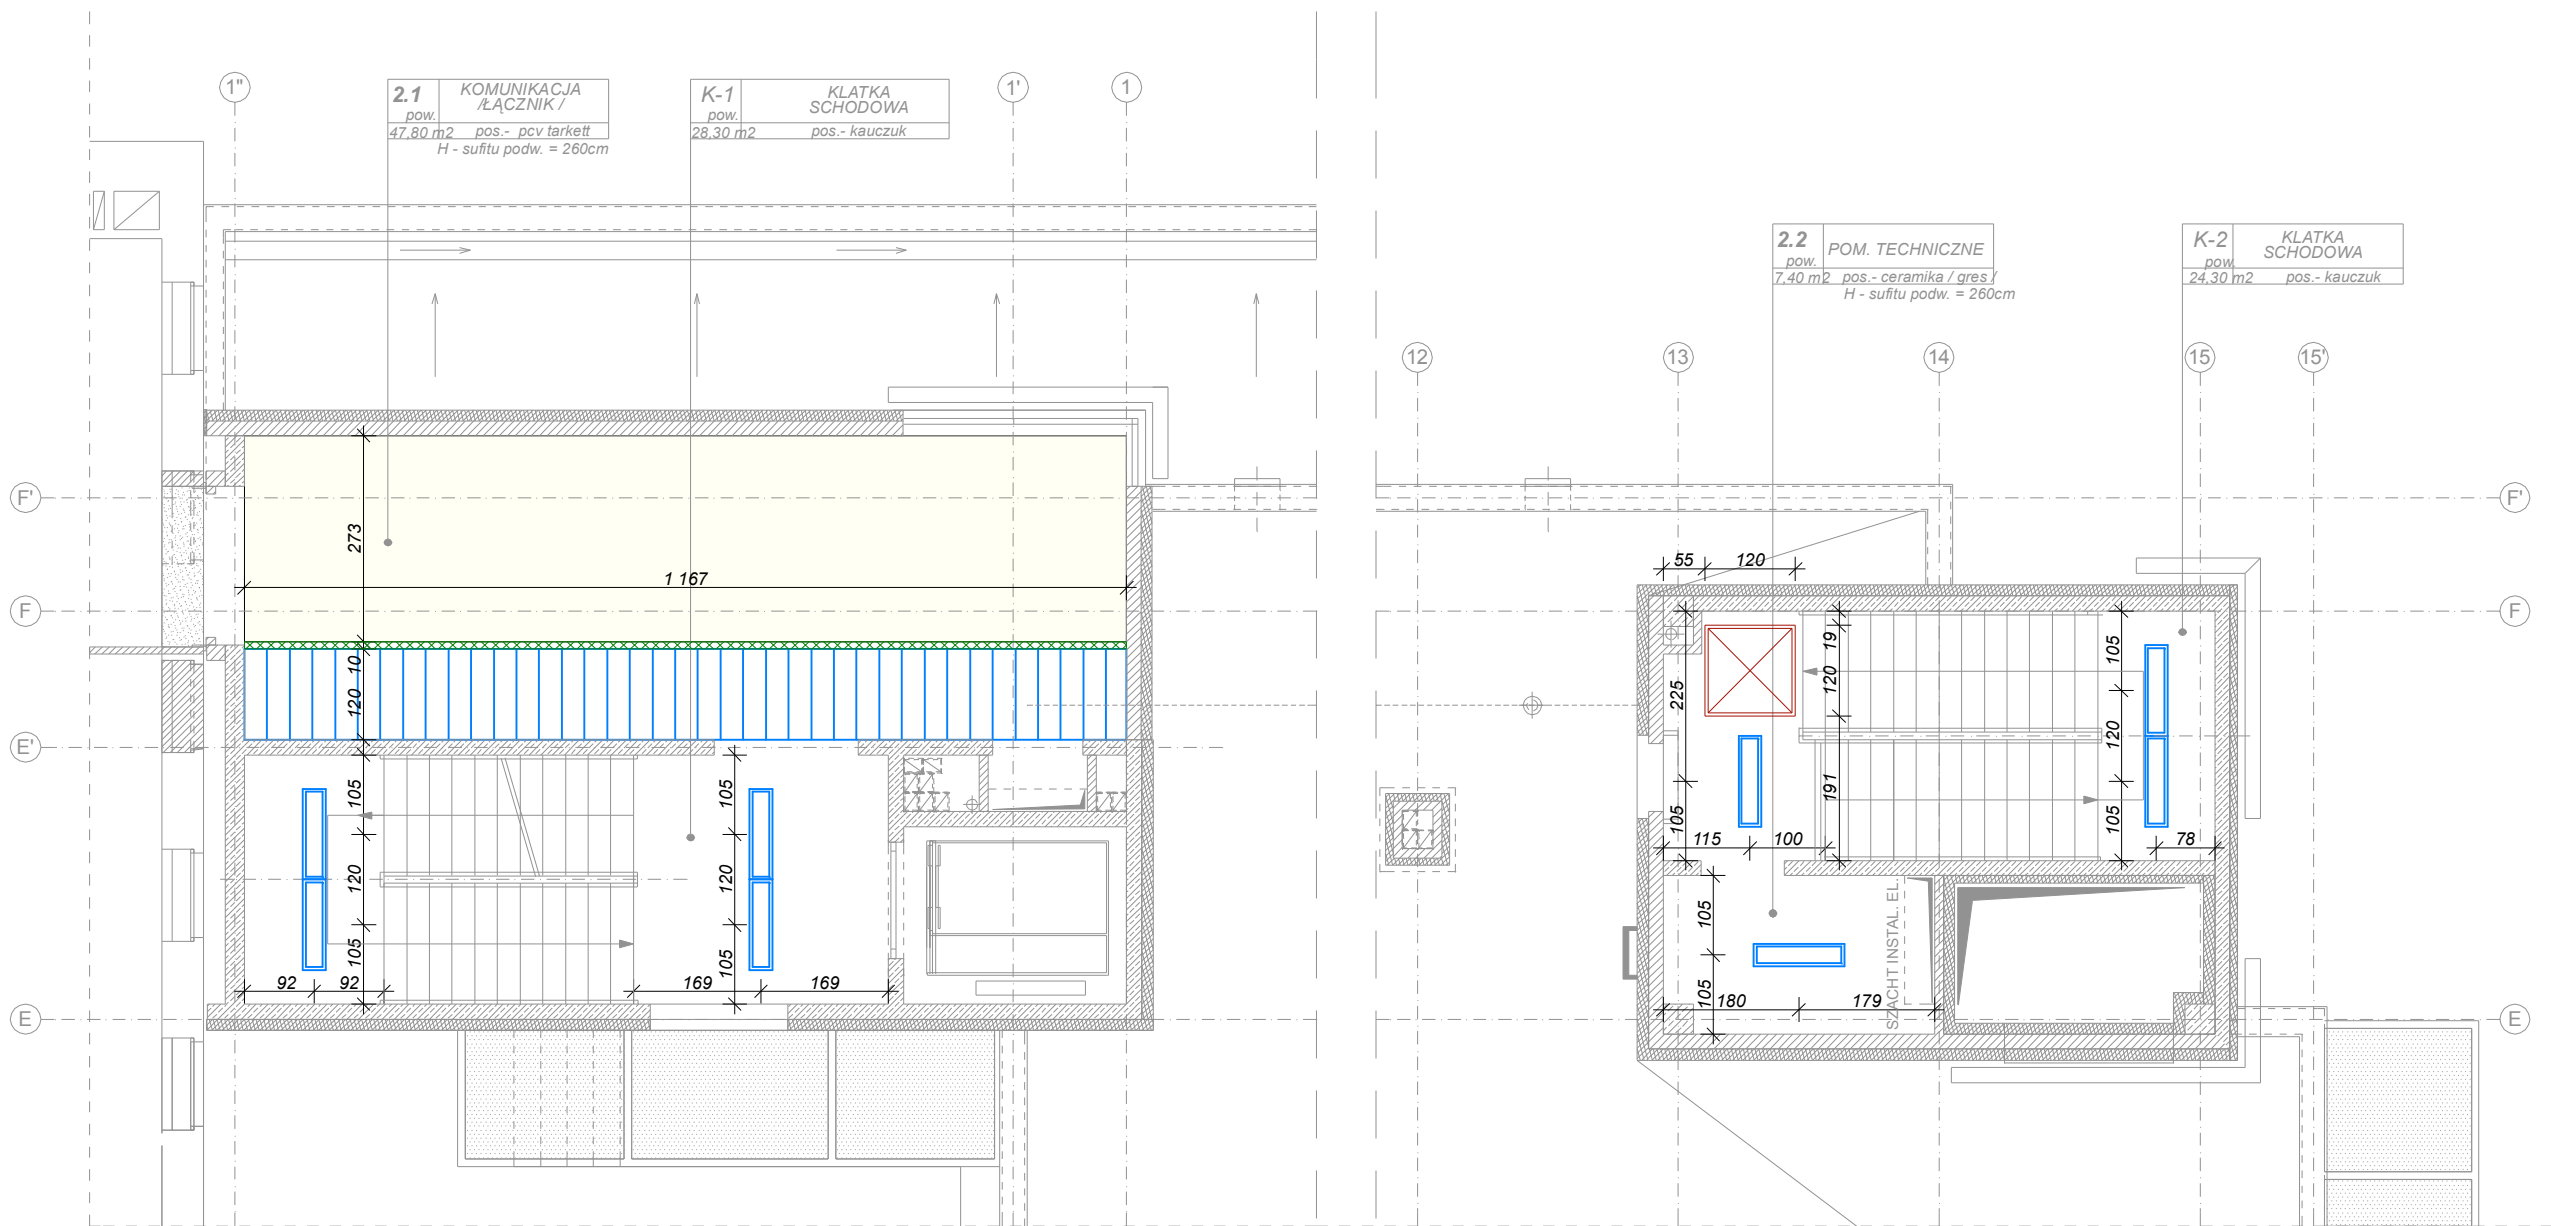 1"
2.1 KOMUNIKACJA
/ŁĄCZNIK /
pow.
47,80 m2 pos.- pcv tarkett
H - sufitu podw. = 260cm
K-1 KLATKA
SCHODOWA
pow.
28,30 m2 pos.- kauczuk
1'
1
2.2 POM. TECHNICZNE
pow.
7,40 m2 pos.- ceramika / gres /
H - sufitu podw. = 260cm
K-2 KLATKA
SCHODOWA
pow.
24,30 m2 pos.- kauczuk
12
13
14
15
15'
F'
F'
273
1 167
55
120
F
F
10
120
225
19
120
105
120
E'
105
120
105
105
120
105
105
191
105
115
100
78
92
92
169
169
105
105
180
179
SZACHT INSTAL. EL.
E
E